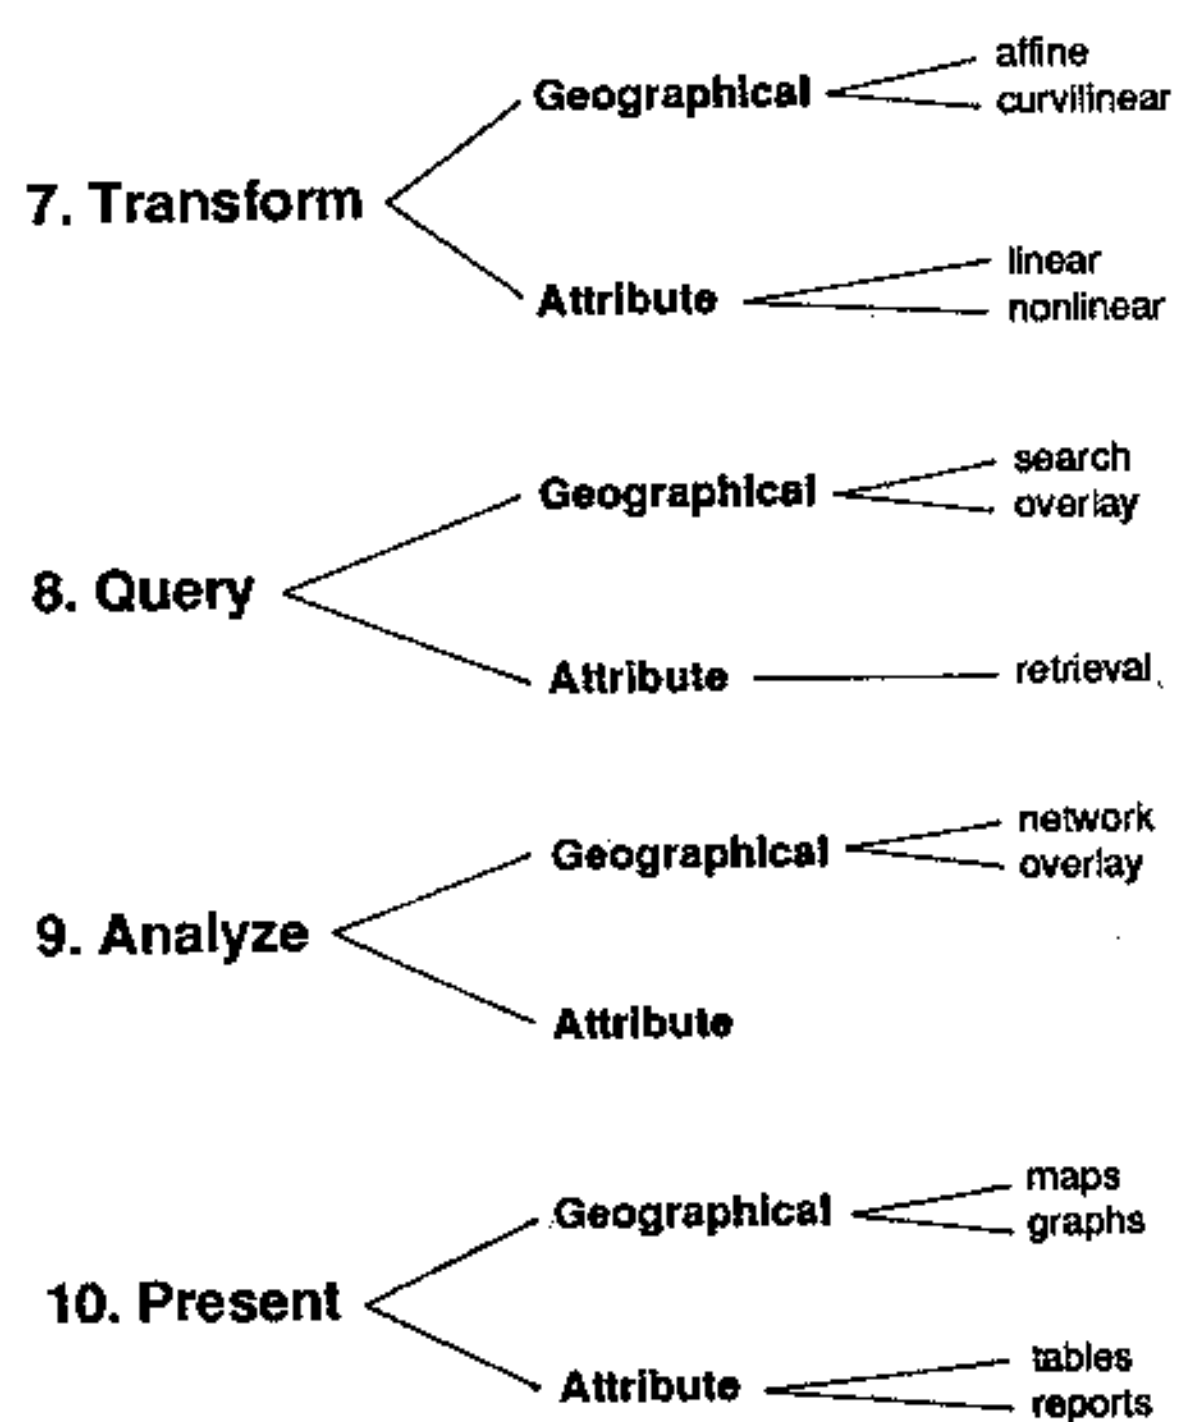 affine
Geographical
curvilinear
7. Transform
linear
Attribute
nonlinear
search
Geographical
overlay
8. Query
Attribute
retrieval
network
Geographical
overlay
9. Analyze
Attribute
maps
Geographical
graphs
10. Present
tables
Attribute
reports